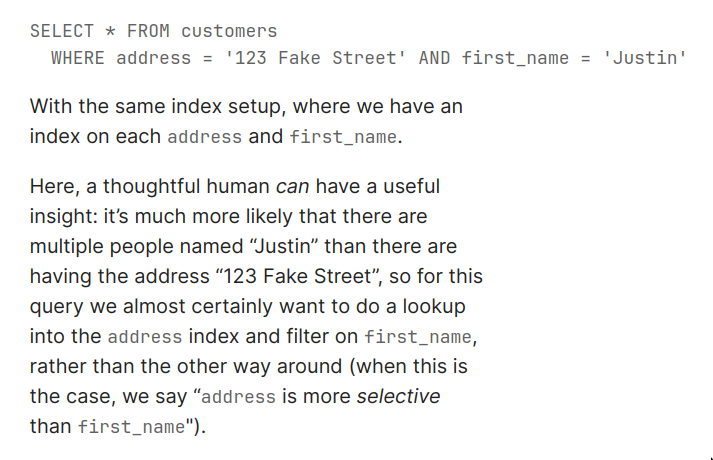 SELECT * FROM customers
WHERE address = '123 Fake Street' AND first_name = 'Justin'
With the same index setup, where we have an
index on each address and first_name.
Here, a thoughtful human can have a useful
insight: it’s much more likely that there are
multiple people named “Justin” than there are
having the address “123 Fake Street”, so for this
query we almost certainly want to do a lookup
into the address index and filter on first_name,
rather than the other way around (when this is
the case, we say “address is more selective
than first_name").